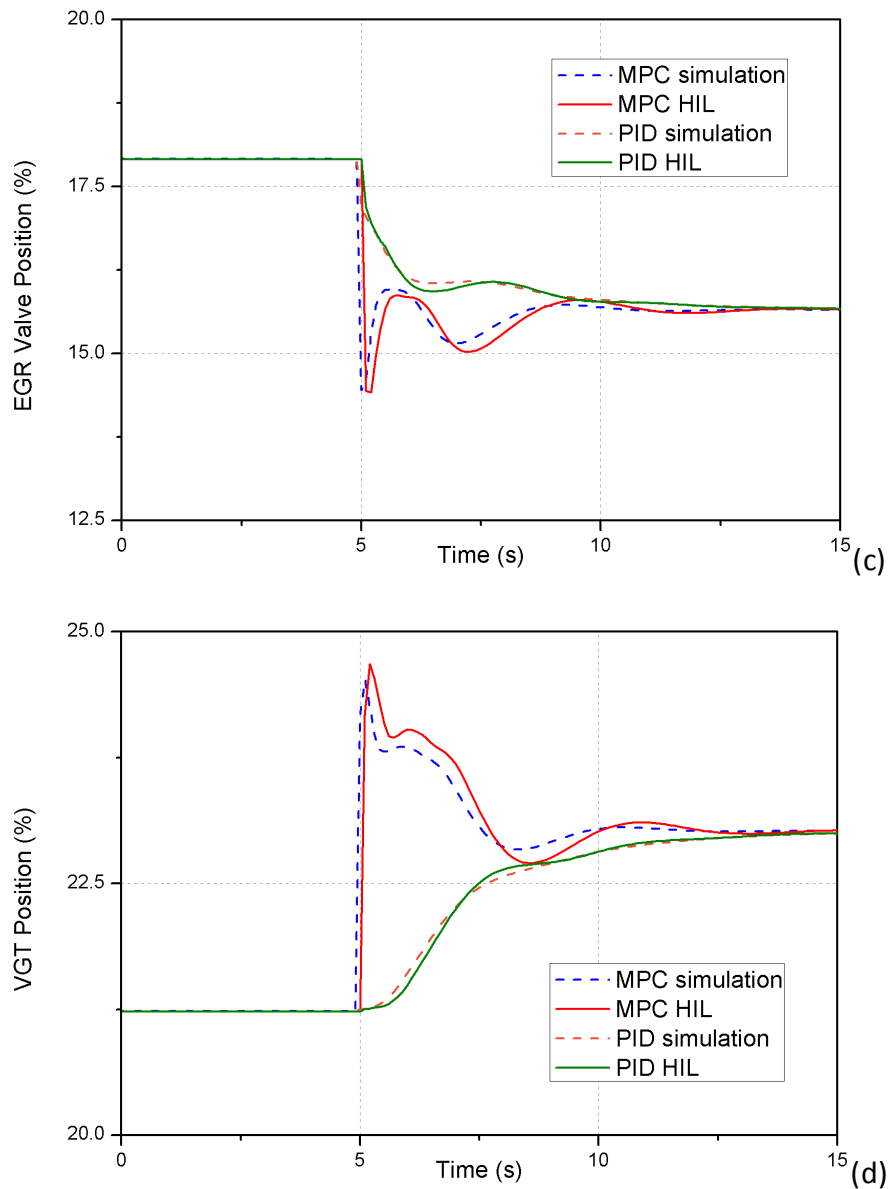 20.0
MPC simulation
MPC HIL
PID simulation
PID HIL
17.5
EGR Valve Position (%)
15.0
12.5
0 5 10 15
Time (s)
(c)
25.0
22.5
VGT Position (%)
MPC simulation
MPC HIL
PID simulation
PID HIL
20.0
0 5 10 15
Time (s)
(d)